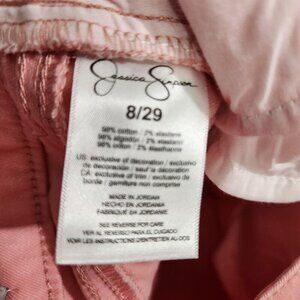 Jessica Simpson
8/29
98% cotton / 2% elastane
98% algodón / 2% elastano
98% coton / 2% élasthanne
US: exclusive of decoration / exclusivo
de decoración / sauf décoration
CA: exclusive of trim / exclusivo de
borde / garniture non comprise
MADE IN JORDAN
HECHO EN JORDANIA
FABRIQUÉ EN JORDANIE
SEE REVERSE FOR CARE
VER AL REVERSO PARA EL CUIDADO
VOIR LES INSTRUCTIONS D'ENTRETIEN AU DOS